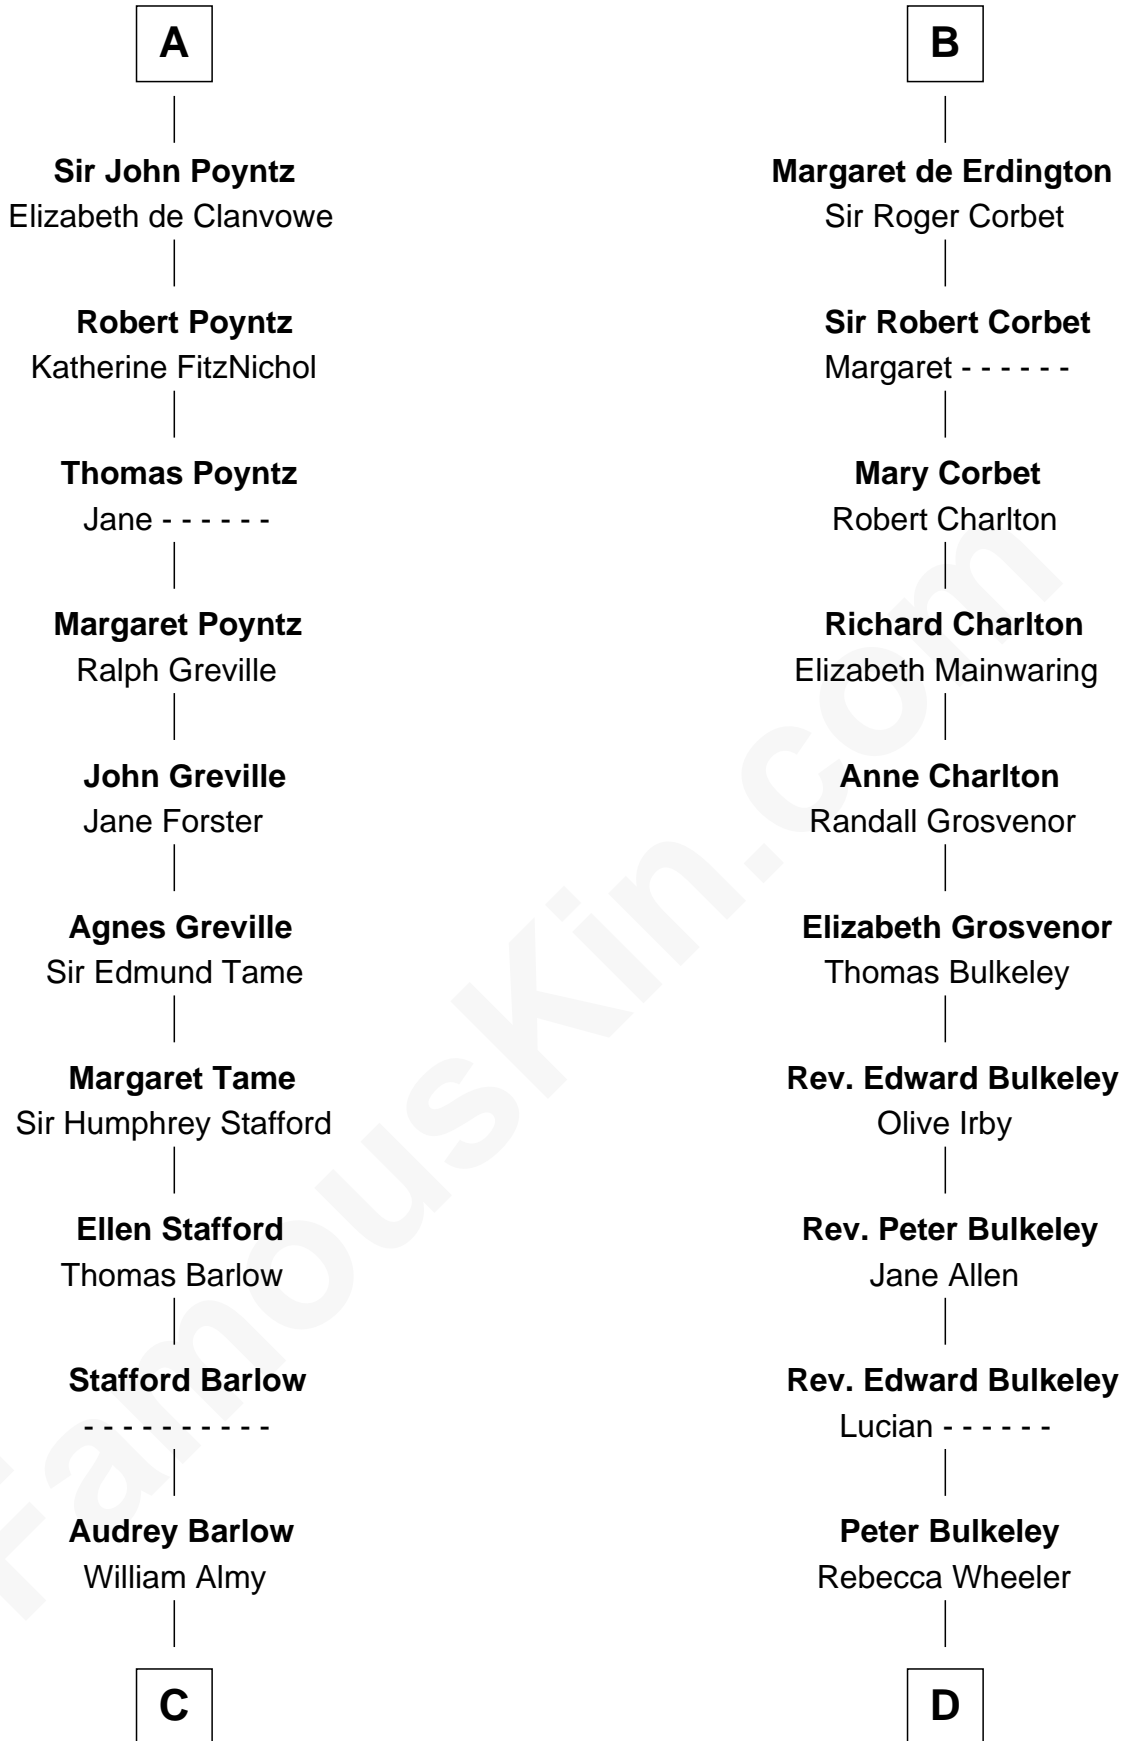 A
Sir John Poyntz
Elizabeth de Clanvowe
Robert Poyntz
Katherine FitzNichol
Thomas Poyntz
Jane - - - - - -
Margaret Poyntz
Ralph Greville
John Greville
Jane Forster
Agnes Greville
Sir Edmund Tame
Margaret Tame
Sir Humphrey Stafford
Ellen Stafford
Thomas Barlow
Stafford Barlow
- - - - - - - - - -
Audrey Barlow
William Almy
C
B
Margaret de Erdington
Sir Roger Corbet
Sir Robert Corbet
Margaret - - - - - -
Mary Corbet
Robert Charlton
Richard Charlton
Elizabeth Mainwaring
Anne Charlton
Randall Grosvenor
Elizabeth Grosvenor
Thomas Bulkeley
Rev. Edward Bulkeley
Olive Irby
Rev. Peter Bulkeley
Jane Allen
Rev. Edward Bulkeley
Lucian - - - - - -
Peter Bulkeley
Rebecca Wheeler
D
FamousKin.com